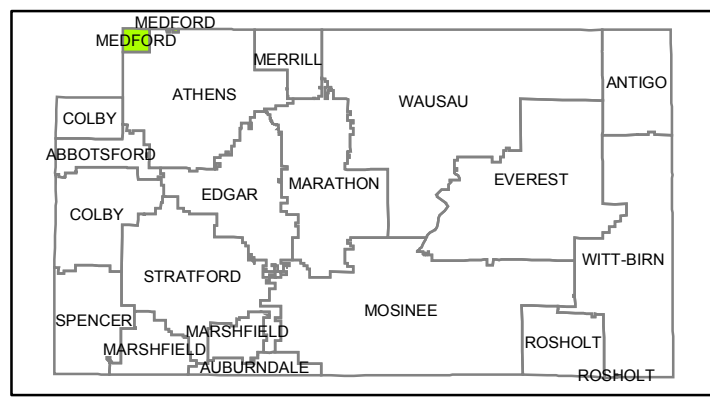 MEDFORD
MEDFORD
MERRILL
ANTIGO
ATHENS
WAUSAU
COLBY
ABBOTSFORD
EVEREST
MARATHON
EDGAR
COLBY
WITT-BIRN
STRATFORD
MOSINEE
SPENCER
MARSHFIELD
ROSHOLT
MARSHFIELD
AUBURNDALE
ROSHOLT